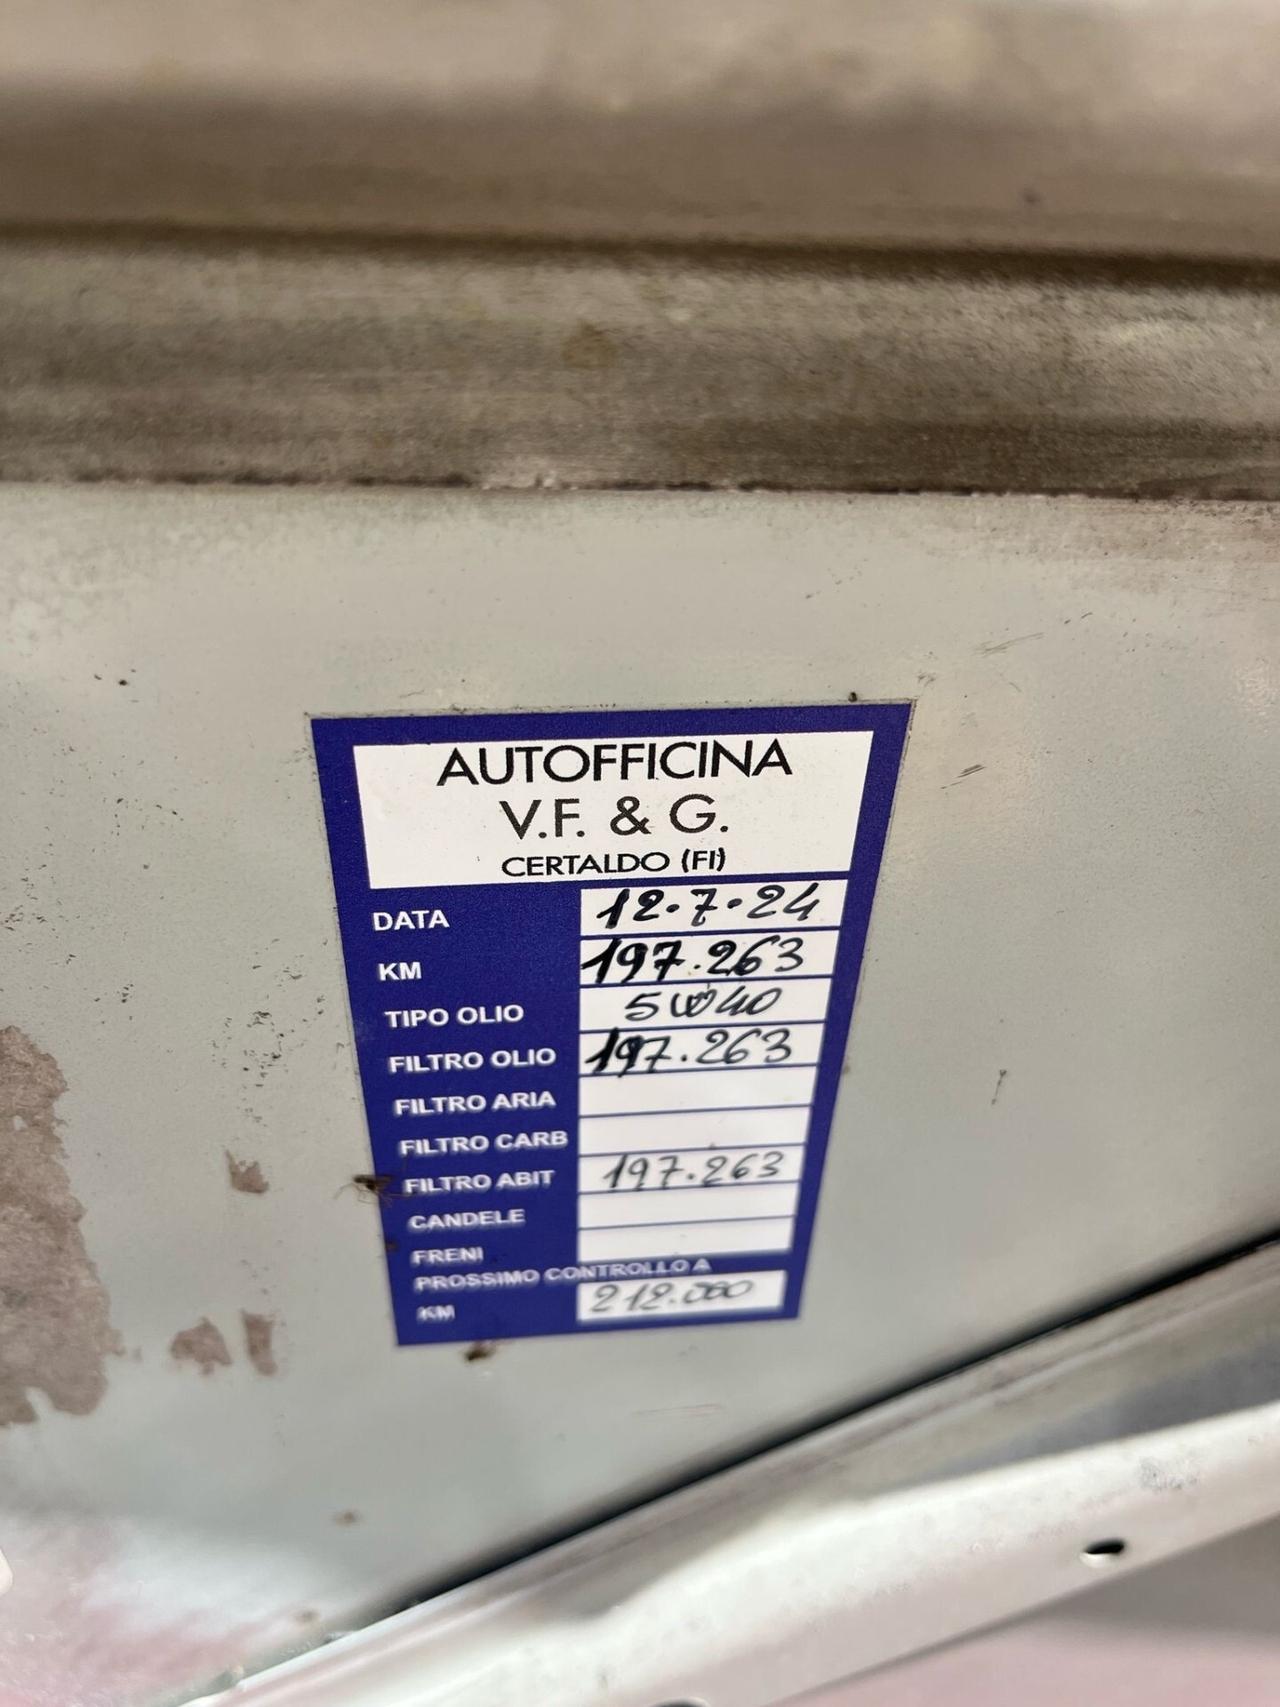 AUTOFFICINA
V.F. & G.
CERTALDO (FI)
DATA 12.7.24
KM 197.263
TIPO OLIO 5W40
FILTRO OLIO 197.263
FILTRO ARIA
FILTRO CARB
FILTRO ABIT 197.263
CANDELE
FRENI
PROSSIMO CONTROLLO A
KM 212.000